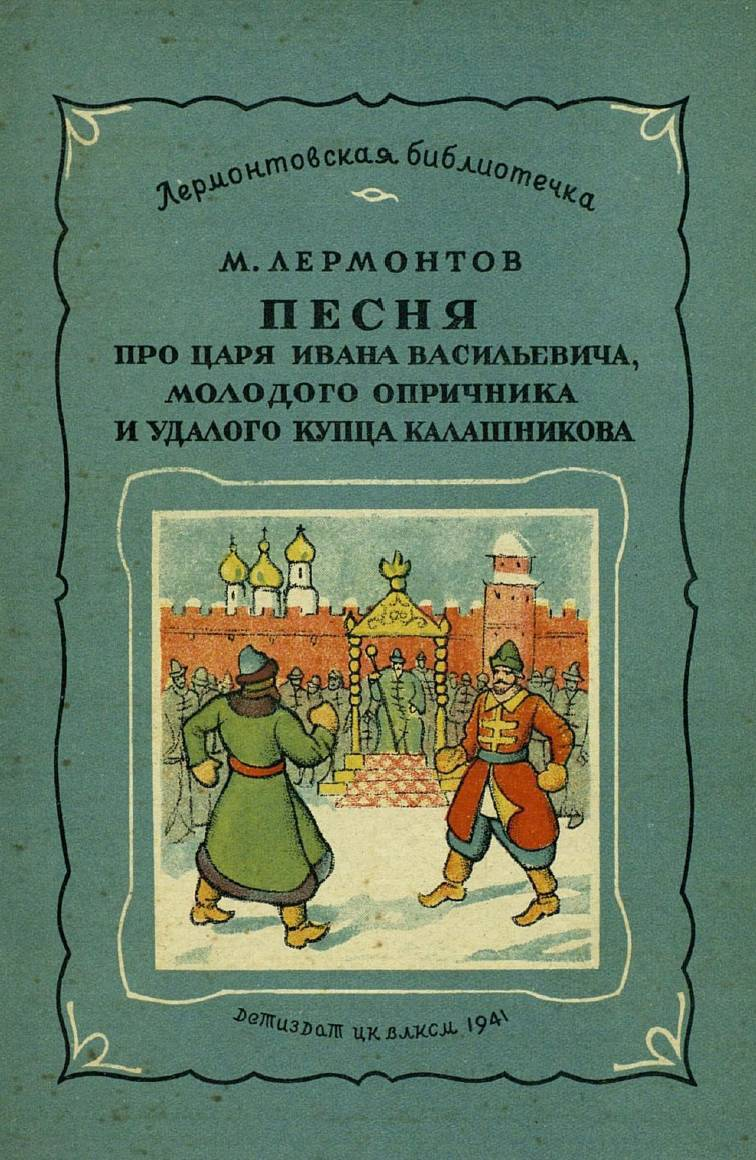 Лермонтовская библиотечка
М. ЛЕРМОНТОВ
ПЕСНЯ
ПРО ЦАРЯ ИВАНА ВАСИЛЬЕВИЧА,
МОЛОДОГО ОПРИЧНИКА
И УДАЛОГО КУПЦА КАЛАШНИКОВА
Детиздат ЦК ВЛКСМ 1941